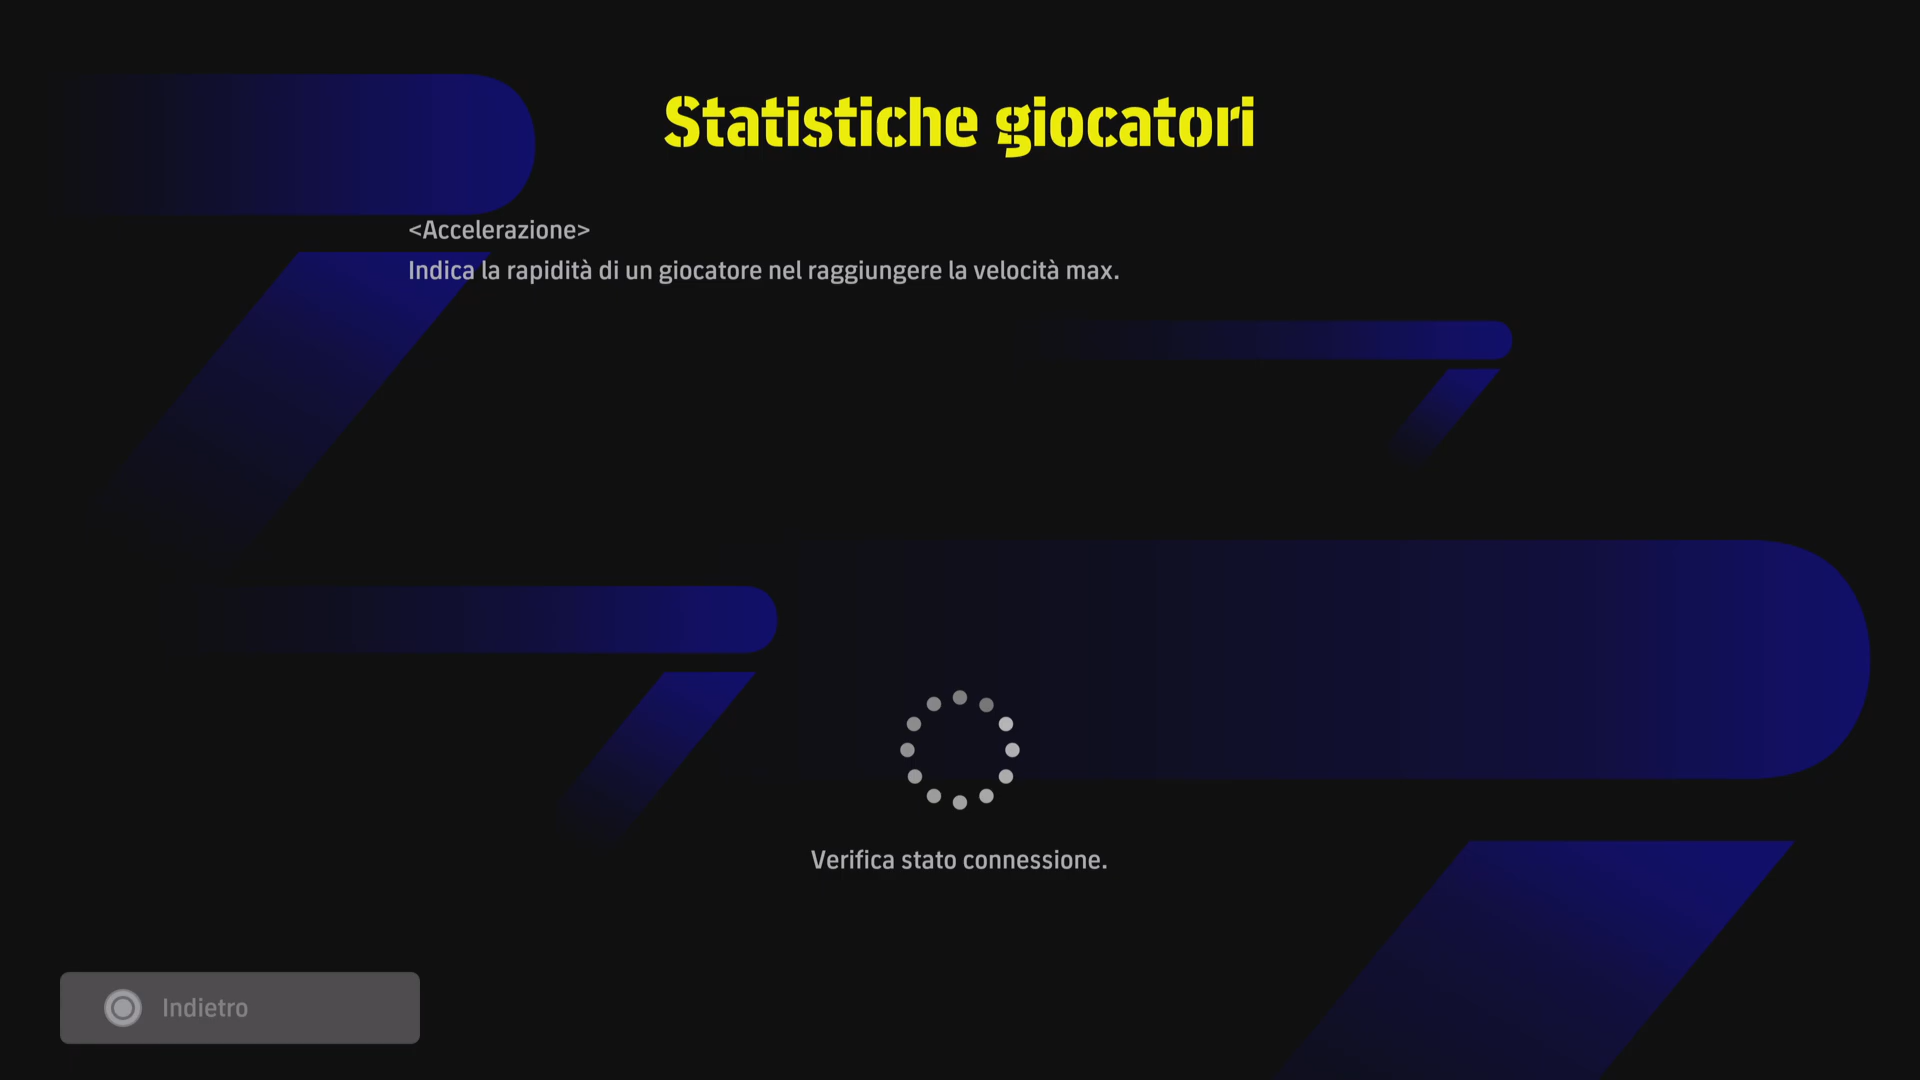 Statistiche giocatori
<Accelerazione>
Indica la rapidità di un giocatore nel raggiungere la velocità max.
Verifica stato connessione.
Indietro